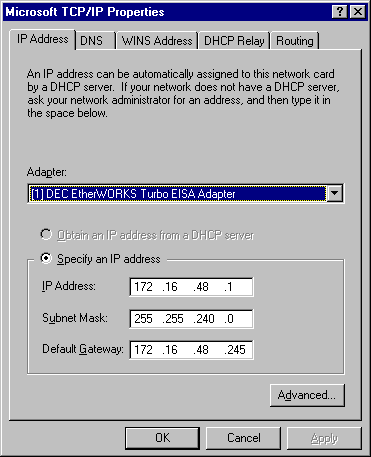 Microsoft TCP/IP Properties
IP Address DNS WINS Address DHCP Relay Routing
An IP address can be automatically assigned to this network card
by a DHCP server. If your network does not have a DHCP server,
ask your network administrator for an address, and then type it in
the space below.
Adapter:
[1] DEC EtherWORKS Turbo EISA Adapter
Obtain an IP address from a DHCP server
Specify an IP address
IP Address: 172 .16 .48 .1
Subnet Mask: 255 .255 .240 .0
Default Gateway: 172 .16 .48 .245
Advanced...
OK Cancel Apply